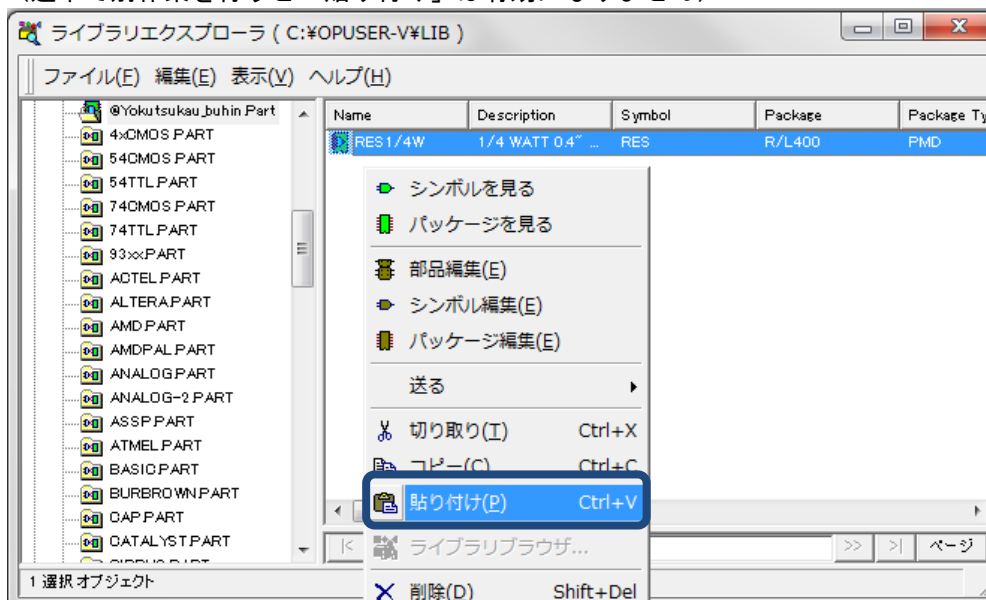 ライブラリエクスプローラ ( C:¥OPUSER-V¥LIB )
ファイル(F) 編集(E) 表示(V) ヘルプ(H)
@Yokutsukau_buhin.Part
4xCMOS.PART
54CMOS.PART
54TTL.PART
74CMOS.PART
74TTL.PART
93xx.PART
ACTEL.PART
ALTERA.PART
AMD.PART
AMDPAL.PART
ANALOG.PART
ANALOG-2.PART
ASSP.PART
ATMEL.PART
BASIC.PART
BURBROWN.PART
CAP.PART
CATALYST.PART
Name Description Symbol Package Package Ty
RES1/4W 1/4 WATT 0.4" ... RES R/L400 PMD
シンボルを見る
パッケージを見る
部品編集(E)
シンボル編集(E)
パッケージ編集(E)
送る
切り取り(T) Ctrl+X
コピー(C) Ctrl+C
貼り付け(P) Ctrl+V
ライブラリブラウザ...
削除(D) Shift+Del
|< >> >| ページ
1 選択オブジェクト